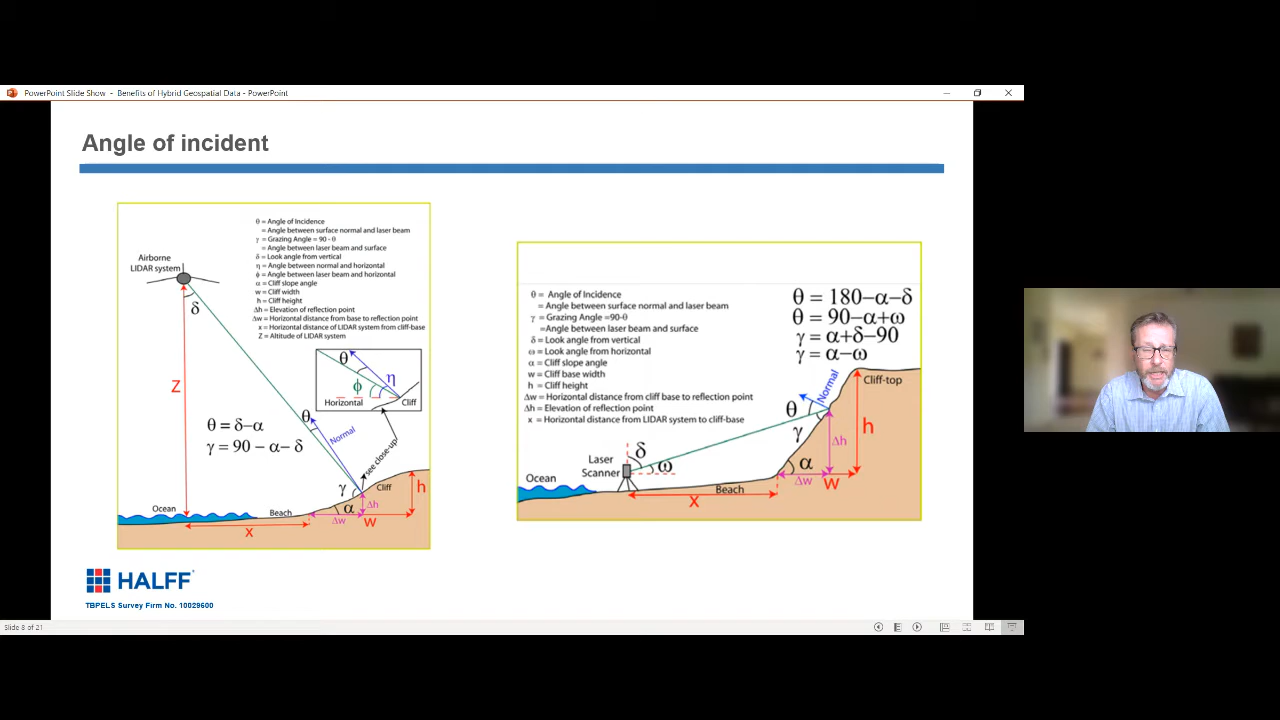 PowerPoint Slide Show - Benefits of Hybrid Geospatial Data - PowerPoint
Angle of incident
θ = Angle of Incidence
= Angle between surface normal and laser beam
γ = Grazing Angle = 90 - θ
= Angle between laser beam and surface
δ = Look angle from vertical
η = Angle between normal and horizontal
ϕ = Angle between laser beam and horizontal
α = Cliff slope angle
w = Cliff width
h = Cliff height
Δh = Elevation of reflection point
Δw = Horizontal distance from base to reflection point
x = Horizontal distance of LIDAR system from cliff-base
Z = Altitude of LIDAR system
Airborne
LIDAR system
δ
θ
η
ϕ
Horizontal
Cliff
Z
θ = δ–α
γ = 90 – α– δ
θ
Normal
see close-up
γ
Cliff
h
Ocean
Beach
α
Δh
Δw
w
x
θ = Angle of Incidence
= Angle between surface normal and laser beam
γ = Grazing Angle =90-θ
=Angle between laser beam and surface
δ = Look angle from vertical
ω = Look angle from horizontal
α = Cliff slope angle
w = Cliff base width
h = Cliff height
Δw = Horizontal distance from cliff base to reflection point
Δh = Elevation of reflection point
x = Horizontal distance from LIDAR system to cliff-base
θ = 180–α–δ
θ = 90–α+ω
γ = α+δ–90
γ = α–ω
Normal
Cliff-top
θ
γ
Δh
h
Laser
Scanner
δ
ω
α
Ocean
Beach
Δw
w
x
HALFF
TBPELS Survey Firm No. 10029600
Slide 8 of 21